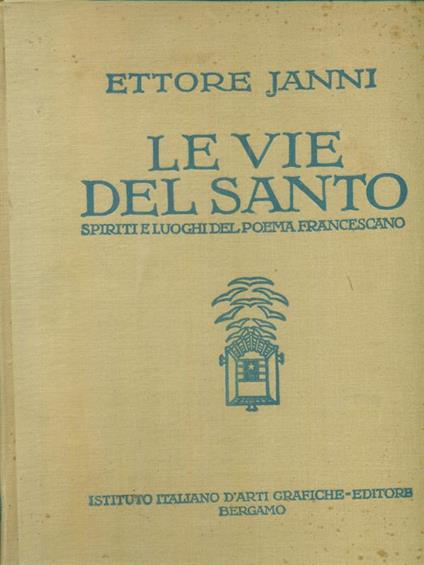 ETTORE JANNI
LE VIE
DEL SANTO
SPIRITI E LUOGHI DEL POEMA FRANCESCANO
ISTITUTO ITALIANO D'ARTI GRAFICHE-EDITORE
BERGAMO